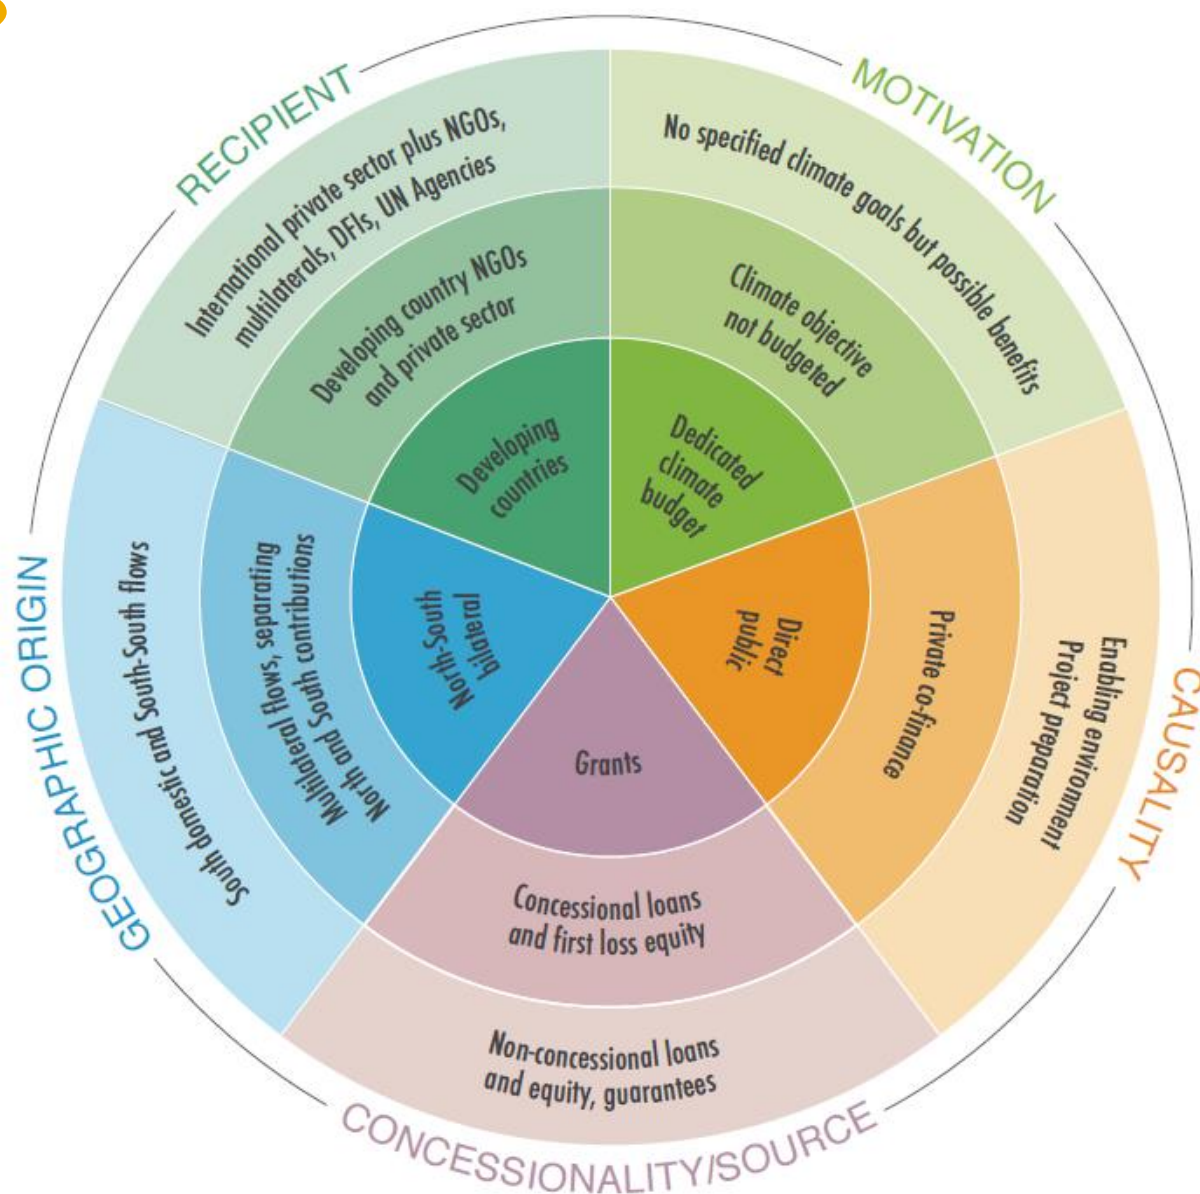 RECIPIENT
International private sector plus NGOs,
multilaterals, DFIs, UN Agencies
Developing country NGOs
and private sector
Developing
countries
MOTIVATION
No specified climate goals but possible benefits
Climate objective
not budgeted
Dedicated
climate
budget
CAUSALITY
Enabling environment
Project preparation
Private co-finance
Direct
public
CONCESSIONALITY/SOURCE
Grants
Concessional loans
and first loss equity
Non-concessional loans
and equity, guarantees
GEOGRAPHIC ORIGIN
South domestic and South-South flows
Multilateral flows, separating
North and South contributions
North-South
bilateral